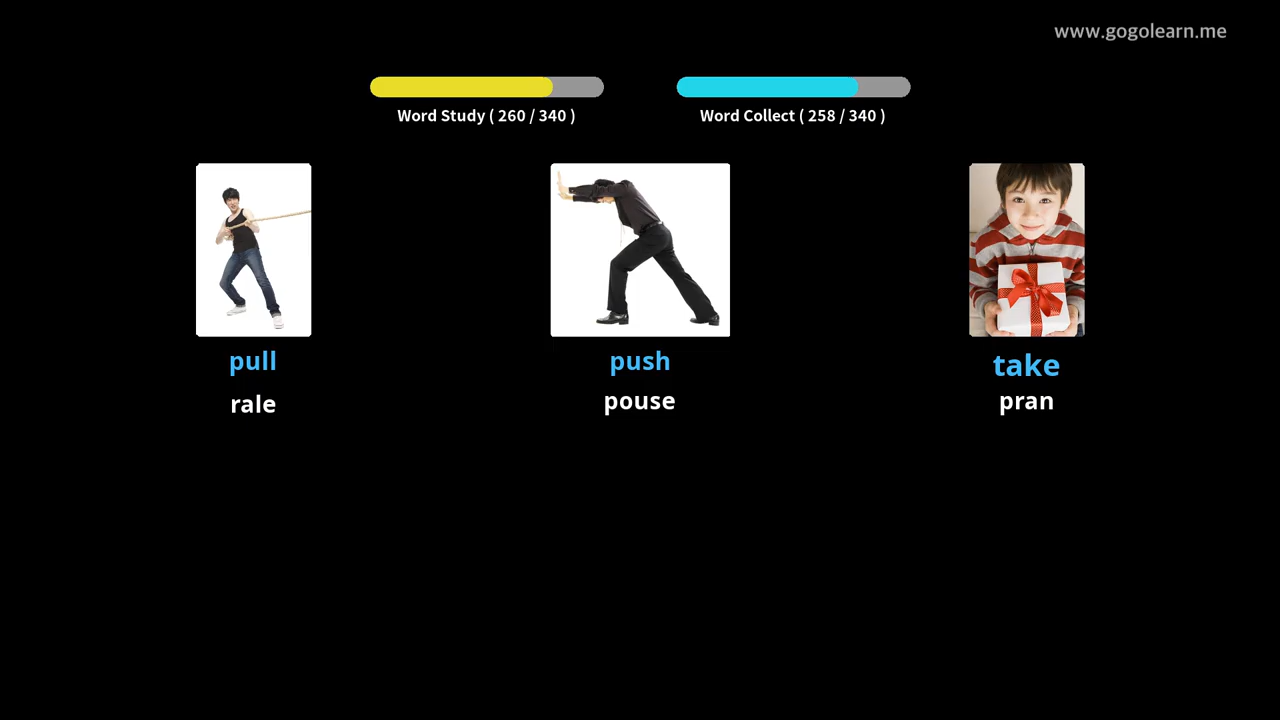 www.gogolearn.me
Word Study ( 260 / 340 )
Word Collect ( 258 / 340 )
pull
push
take
rale
pouse
pran